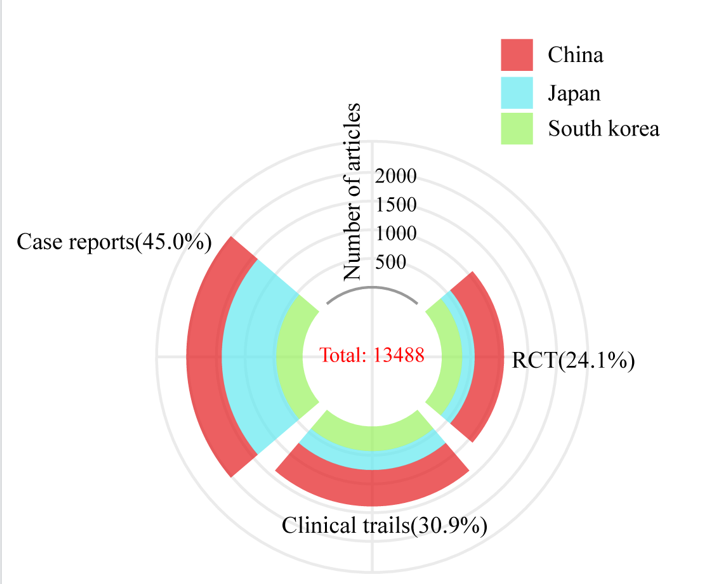 China
Japan
South korea
Number of articles
2000
1500
1000
500
Case reports(45.0%)
Total: 13488
RCT(24.1%)
Clinical trails(30.9%)